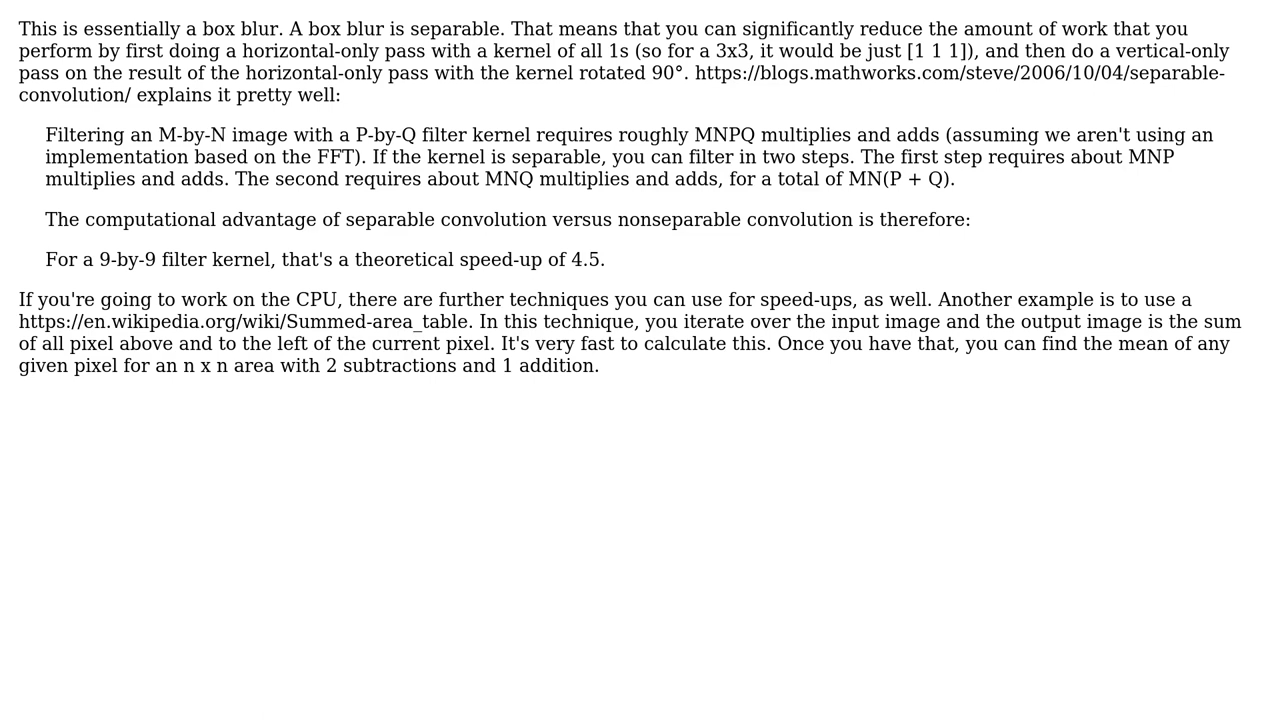 This is essentially a box blur. A box blur is separable. That means that you can significantly reduce the amount of work that you
perform by first doing a horizontal-only pass with a kernel of all 1s (so for a 3x3, it would be just [1 1 1]), and then do a vertical-only
pass on the result of the horizontal-only pass with the kernel rotated 90°. https://blogs.mathworks.com/steve/2006/10/04/separable-
convolution/ explains it pretty well:
Filtering an M-by-N image with a P-by-Q filter kernel requires roughly MNPQ multiplies and adds (assuming we aren't using an
implementation based on the FFT). If the kernel is separable, you can filter in two steps. The first step requires about MNP
multiplies and adds. The second requires about MNQ multiplies and adds, for a total of MN(P + Q).
The computational advantage of separable convolution versus nonseparable convolution is therefore:
For a 9-by-9 filter kernel, that's a theoretical speed-up of 4.5.
If you're going to work on the CPU, there are further techniques you can use for speed-ups, as well. Another example is to use a
https://en.wikipedia.org/wiki/Summed-area_table. In this technique, you iterate over the input image and the output image is the sum
of all pixel above and to the left of the current pixel. It's very fast to calculate this. Once you have that, you can find the mean of any
given pixel for an n x n area with 2 subtractions and 1 addition.